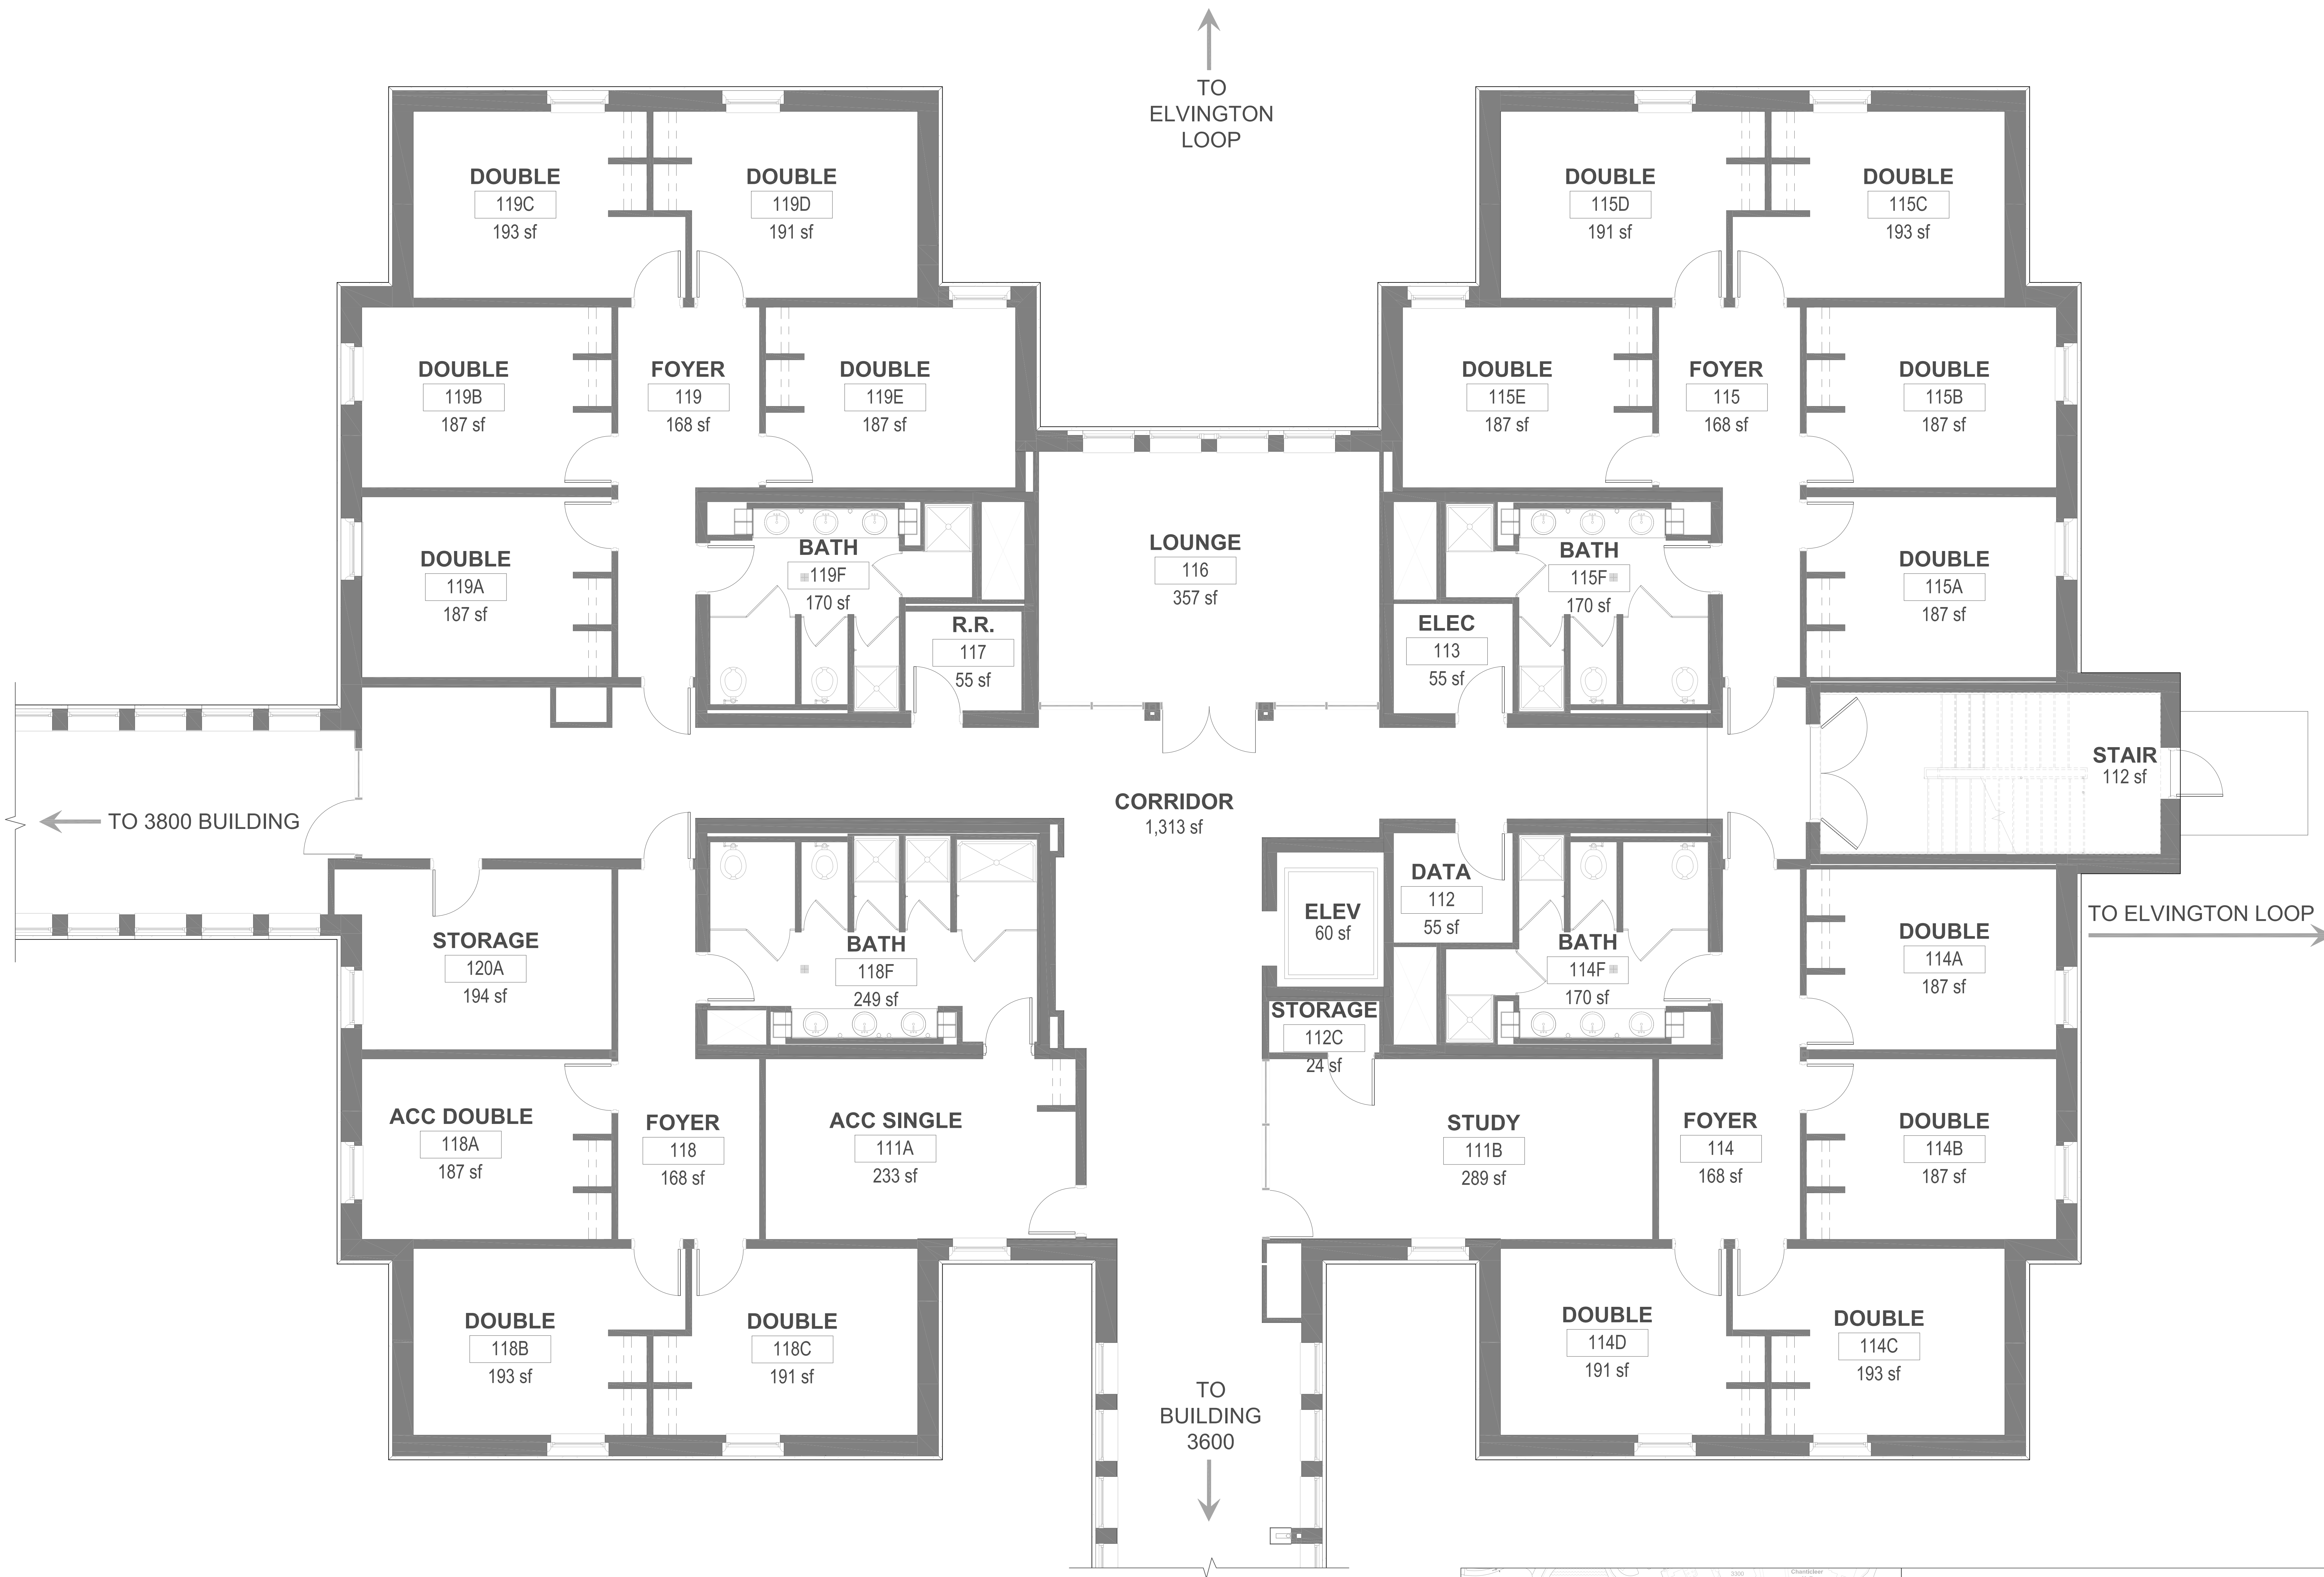 TO
ELVINGTON
LOOP
DOUBLE
119C
193 sf
DOUBLE
119D
191 sf
DOUBLE
115D
191 sf
DOUBLE
115C
193 sf
DOUBLE
119B
187 sf
FOYER
119
168 sf
DOUBLE
119E
187 sf
DOUBLE
115E
187 sf
FOYER
115
168 sf
DOUBLE
115B
187 sf
DOUBLE
119A
187 sf
BATH
119F
170 sf
R.R.
117
55 sf
LOUNGE
116
357 sf
ELEC
113
55 sf
BATH
115F
170 sf
DOUBLE
115A
187 sf
STAIR
112 sf
TO 3800 BUILDING
CORRIDOR
1,313 sf
STORAGE
120A
194 sf
BATH
118F
249 sf
ELEV
60 sf
DATA
112
55 sf
BATH
114F
170 sf
DOUBLE
114A
187 sf
TO ELVINGTON LOOP
STORAGE
112C
24 sf
ACC DOUBLE
118A
187 sf
FOYER
118
168 sf
ACC SINGLE
111A
233 sf
STUDY
111B
289 sf
FOYER
114
168 sf
DOUBLE
114B
187 sf
DOUBLE
118B
193 sf
DOUBLE
118C
191 sf
DOUBLE
114D
191 sf
DOUBLE
114C
193 sf
TO
BUILDING
3600
3300
Chanticleer